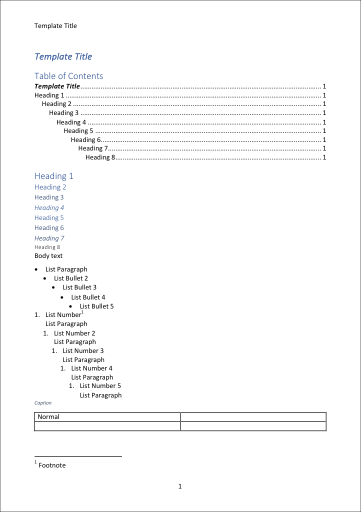 Template Title
Template Title
Table of Contents
Template Title.......................................................................................................... 1
Heading 1 ................................................................................................................ 1
Heading 2 ............................................................................................................. 1
Heading 3 .......................................................................................................... 1
Heading 4 ...................................................................................................... 1
Heading 5 ................................................................................................... 1
Heading 6................................................................................................ 1
Heading 7............................................................................................. 1
Heading 8.......................................................................................... 1
Heading 1
Heading 2
Heading 3
Heading 4
Heading 5
Heading 6
Heading 7
Heading 8
Body text
• List Paragraph
• List Bullet 2
• List Bullet 3
• List Bullet 4
• List Bullet 5
1. List Number1
List Paragraph
1. List Number 2
List Paragraph
1. List Number 3
List Paragraph
1. List Number 4
List Paragraph
1. List Number 5
List Paragraph
Caption
Normal
1 Footnote
1